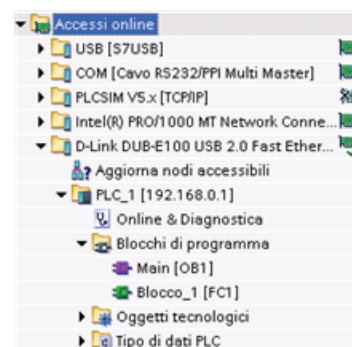 Accessi online
USB [S7USB]
COM [Cavo RS232/PPI Multi Master]
PLCSIM V5.x [TCP/IP]
Intel(R) PRO/1000 MT Network Conne...
D-Link DUB-E100 USB 2.0 Fast Ether...
Aggiorna nodi accessibili
PLC_1 [192.168.0.1]
Online & Diagnostica
Blocchi di programma
Main [OB1]
Blocco_1 [FC1]
Oggetti tecnologici
Tipo di dati PLC